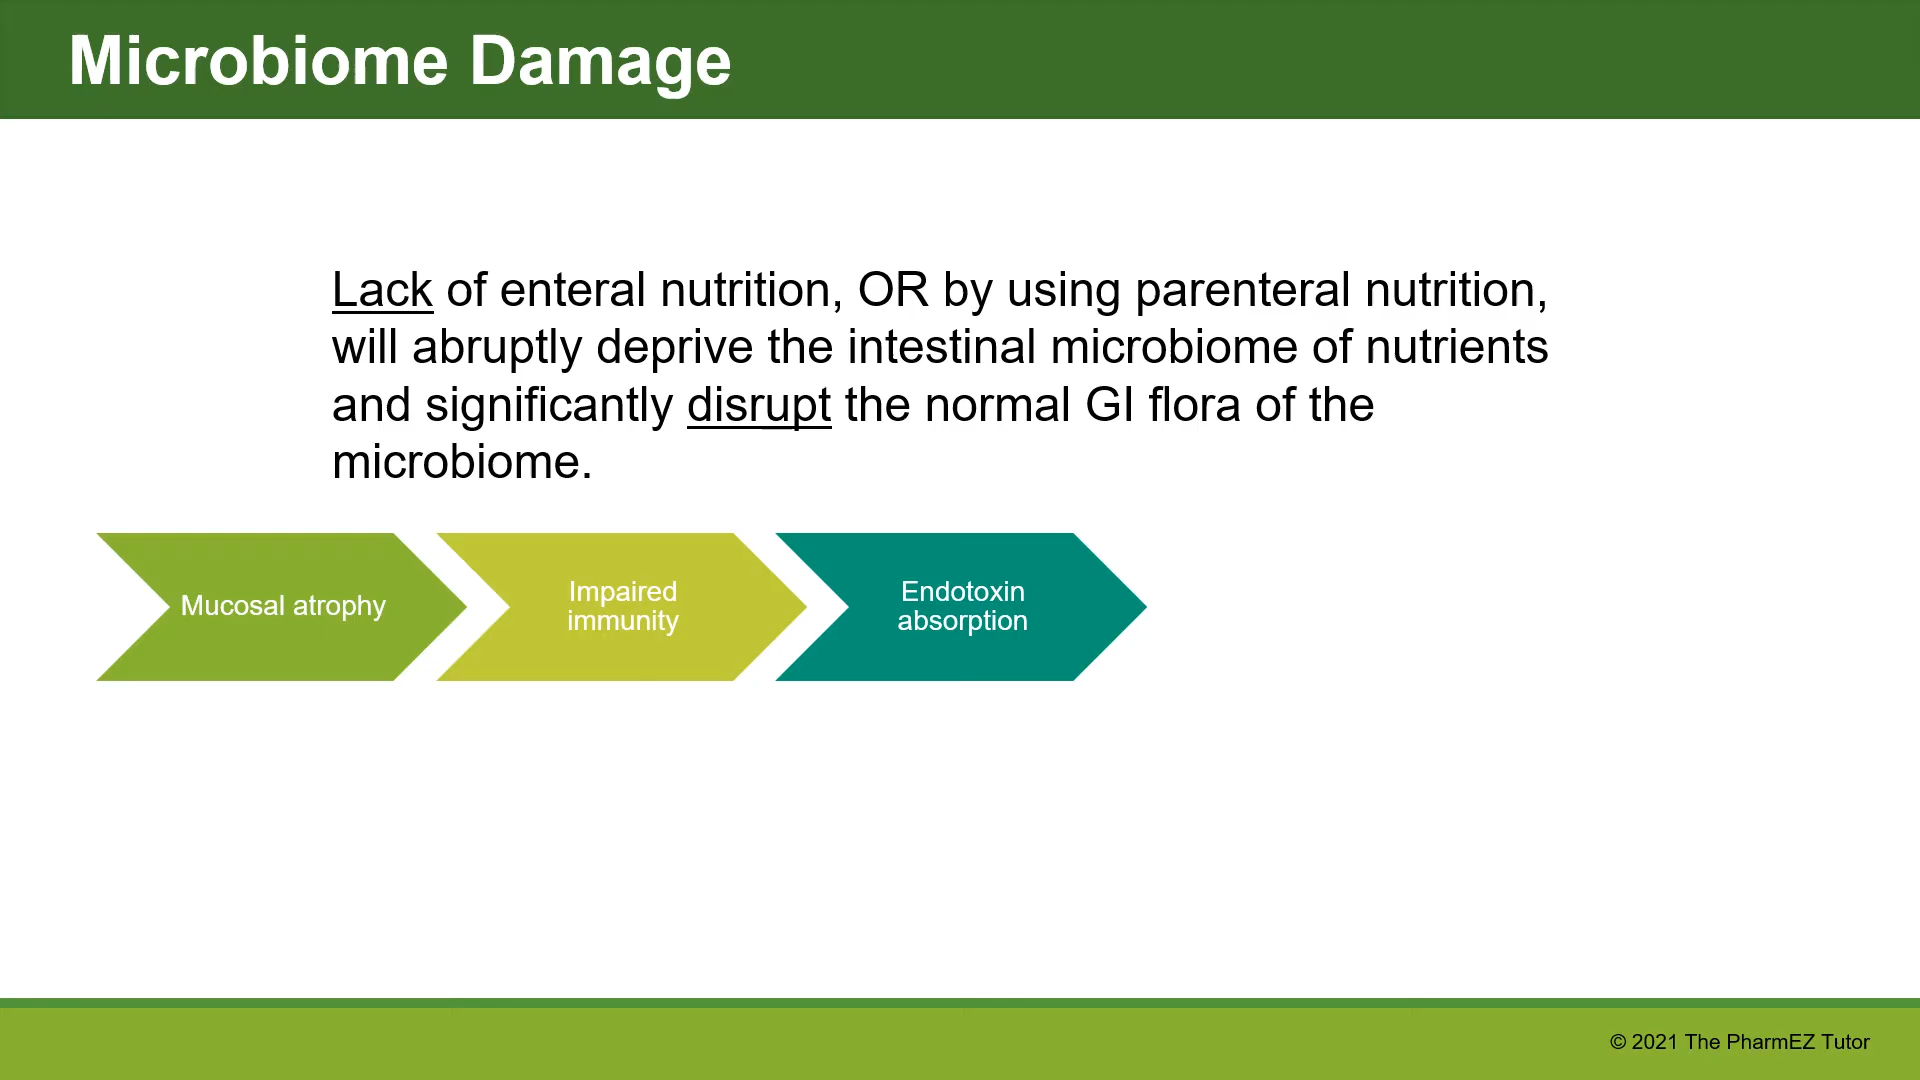 Microbiome Damage
Lack of enteral nutrition, OR by using parenteral nutrition,
will abruptly deprive the intestinal microbiome of nutrients
and significantly disrupt the normal GI flora of the
microbiome.
Mucosal atrophy
Impaired
immunity
Endotoxin
absorption
© 2021 The PharmEZ Tutor